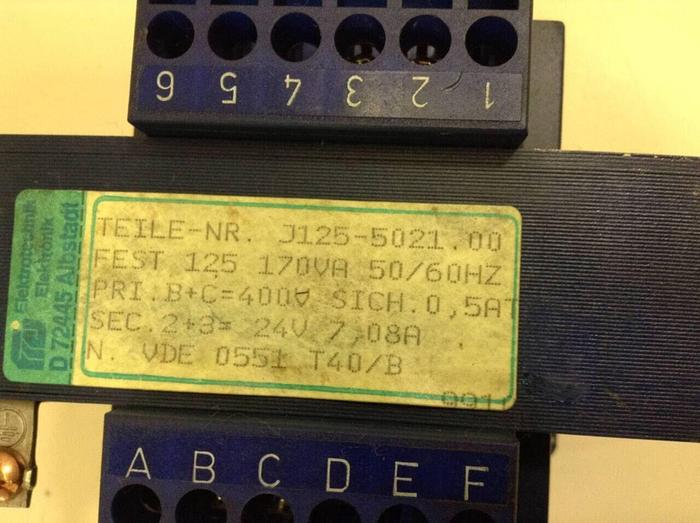 6 5 4 3 2 1
TEILE-NR. J125-5021.00
FEST 125 170VA 50/60HZ
PRI.B+C=400V SICH.0,5AT
SEC.2+3= 24V 7,08A
N. VDE 0551 T40/B
001
Elektronik
D 72445 Albstadt
A B C D E F